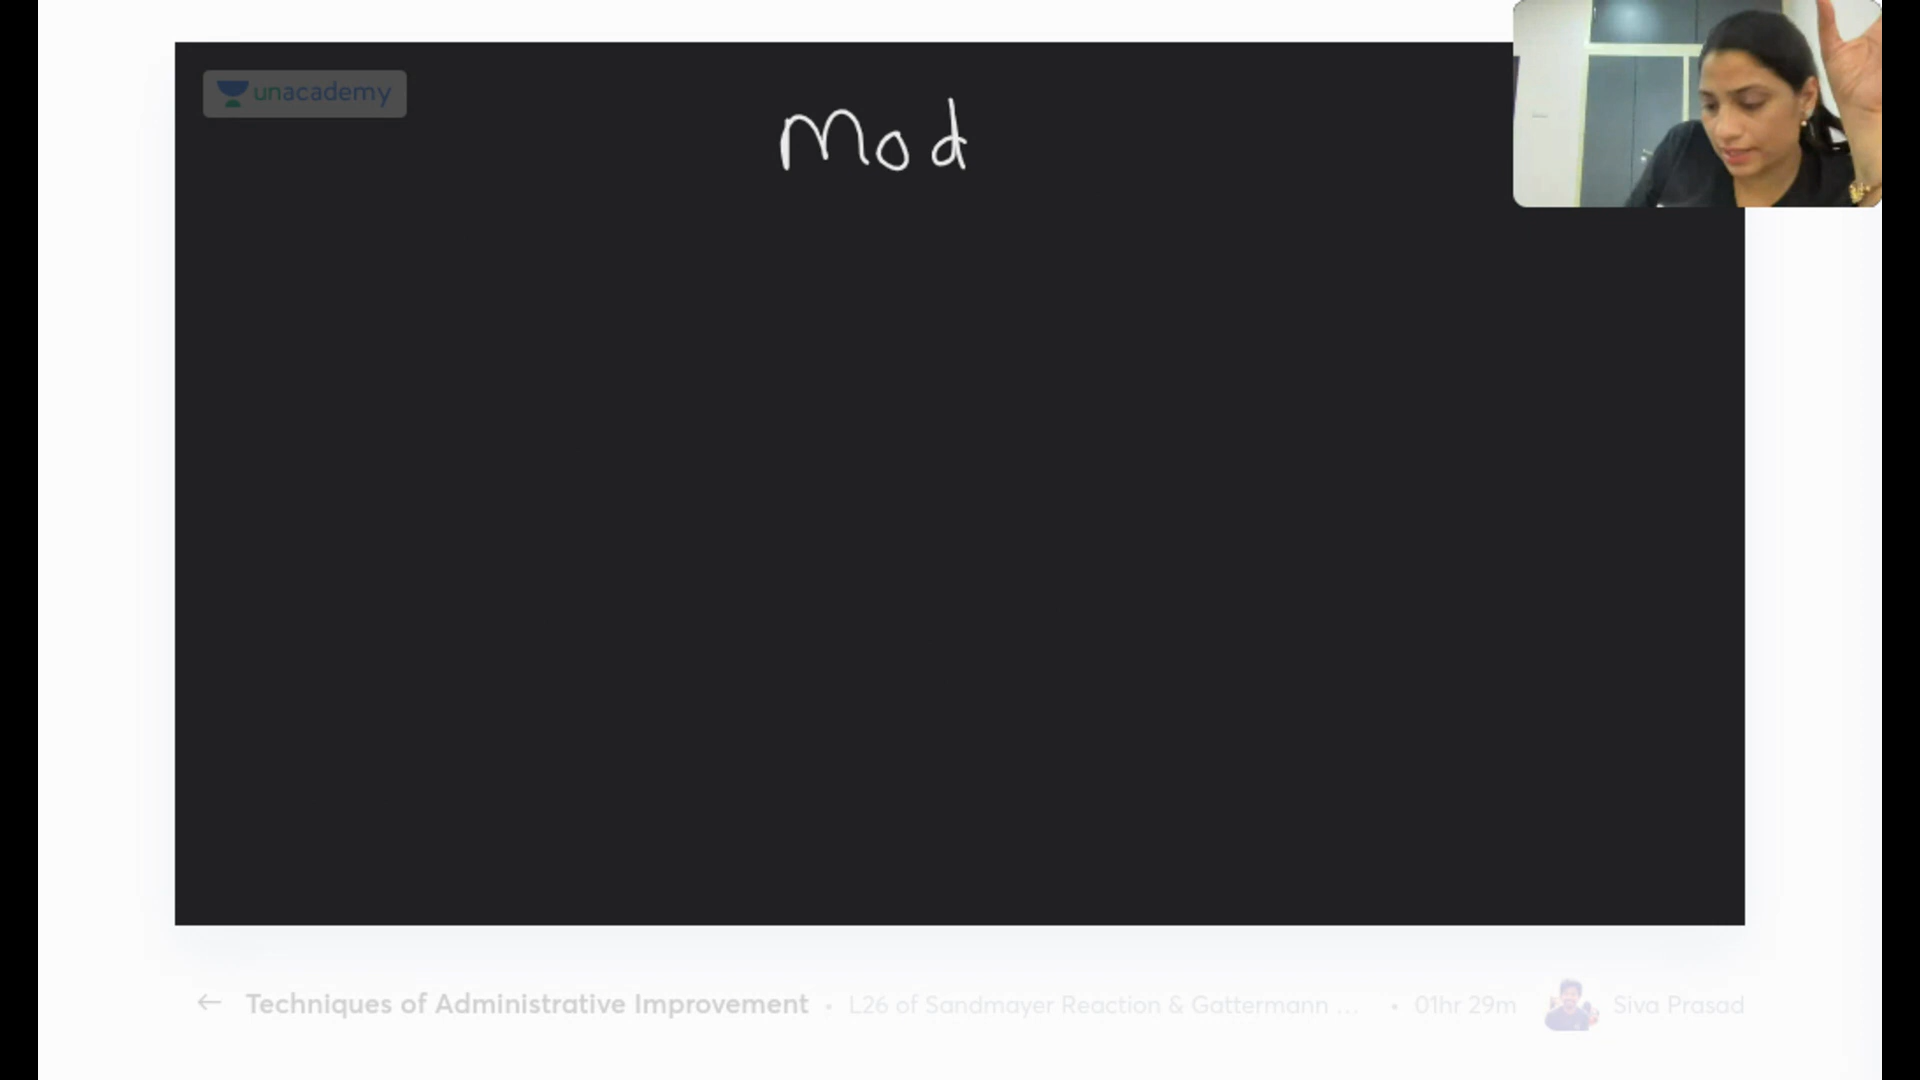 unacademy
Mod
Techniques of Administrative Improvement • L26 of Sandmayer Reaction & Gattermann ... • 01hr 29m Siva Prasad